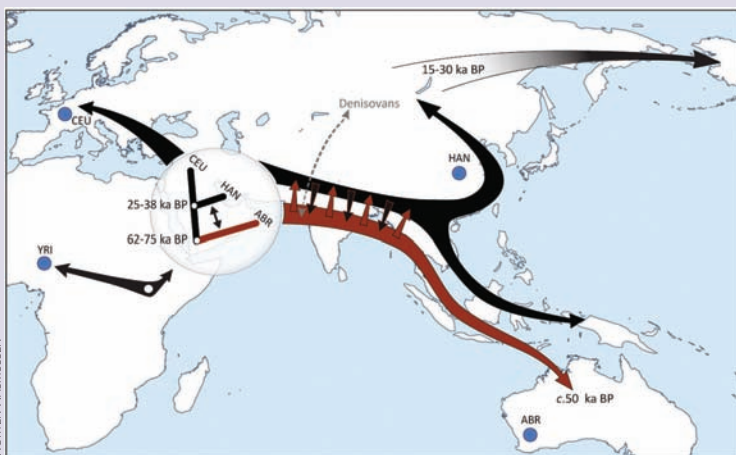 15-30 ka BP
Denisovans
CEU
HAN
CEU
HAN
ABR
25-38 ka BP
62-75 ka BP
YRI
c.50 ka BP
ABR